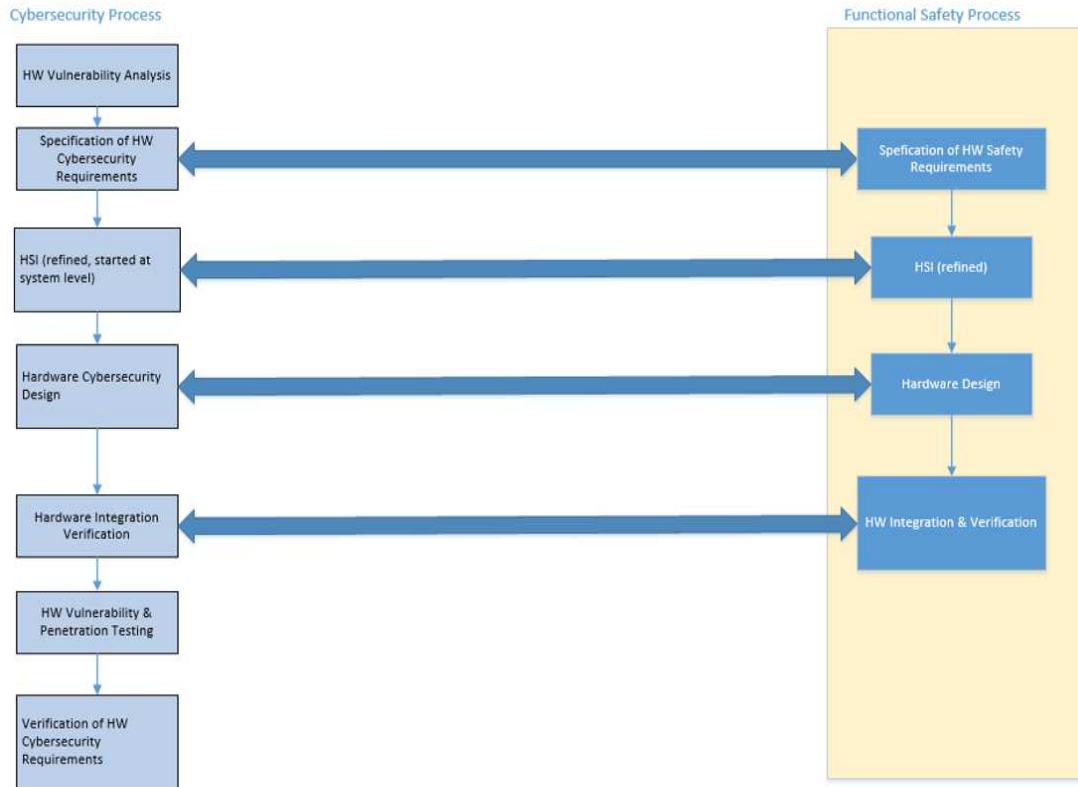 Cybersecurity Process
HW Vulnerability Analysis
Specification of HW
Cybersecurity
Requirements
HSI (refined, started at
system level)
Hardware Cybersecurity
Design
Hardware Integration
Verification
HW Vulnerability &
Penetration Testing
Verification of HW
Cybersecurity
Requirements
Functional Safety Process
Spefication of HW Safety
Requirements
HSI (refined)
Hardware Design
HW Integration & Verification